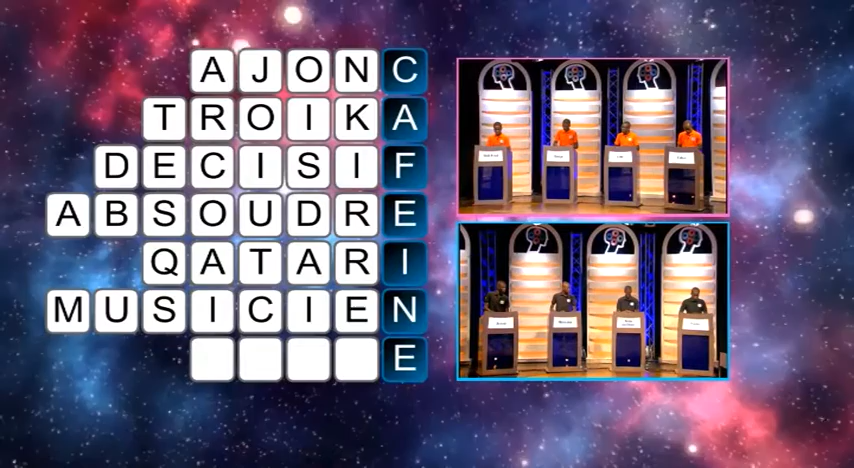 AJONC
TROIKA
DECISIF
ABSOUDRE
QATARI
MUSICIEN
E